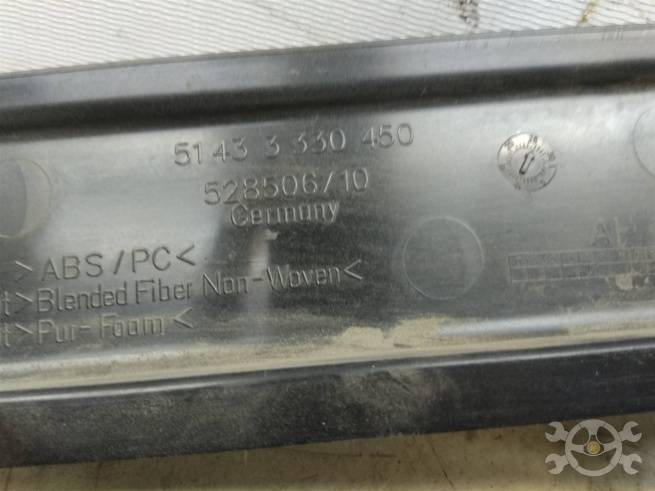 51 43 3 330 450
528506/10
Germany
>ABS/PC<
t>Blended Fiber Non-Woven<
t>Pur-Foam<